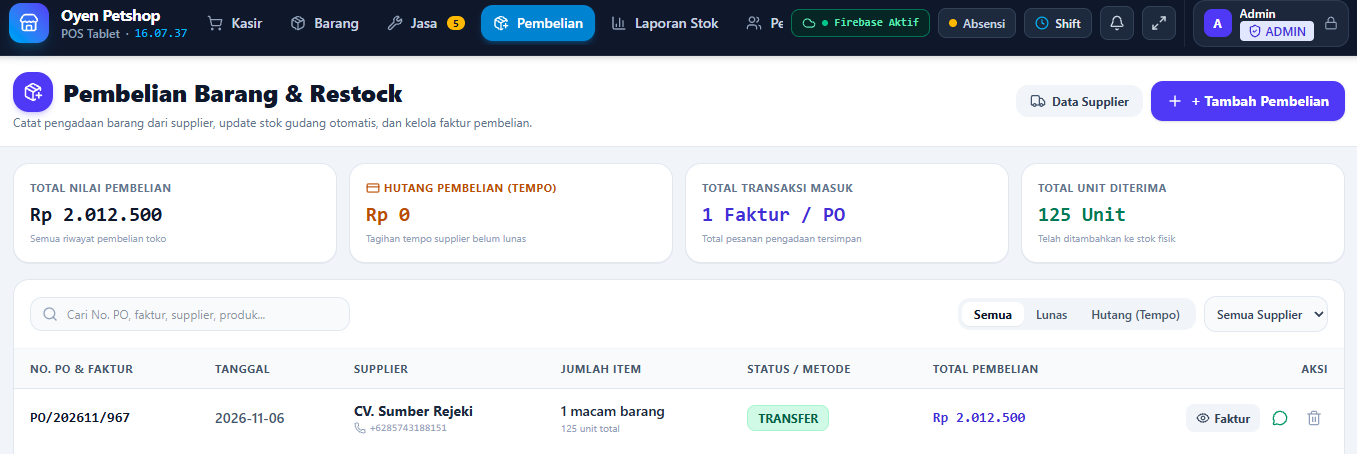 Oyen Petshop
POS Tablet · 16.07.37
Kasir
Barang
Jasa 5
Pembelian
Laporan Stok
Pe
Firebase Aktif
Absensi
Shift
A
Admin
ADMIN
Pembelian Barang & Restock
Catat pengadaan barang dari supplier, update stok gudang otomatis, dan kelola faktur pembelian.
Data Supplier
+ + Tambah Pembelian
TOTAL NILAI PEMBELIAN
Rp 2.012.500
Semua riwayat pembelian toko
HUTANG PEMBELIAN (TEMPO)
Rp 0
Tagihan tempo supplier belum lunas
TOTAL TRANSAKSI MASUK
1 Faktur / PO
Total pesanan pengadaan tersimpan
TOTAL UNIT DITERIMA
125 Unit
Telah ditambahkan ke stok fisik
Cari No. PO, faktur, supplier, produk...
Semua
Lunas
Hutang (Tempo)
Semua Supplier
NO. PO & FAKTUR
TANGGAL
SUPPLIER
JUMLAH ITEM
STATUS / METODE
TOTAL PEMBELIAN
AKSI
PO/202611/967
2026-11-06
CV. Sumber Rejeki
+6285743188151
1 macam barang
125 unit total
TRANSFER
Rp 2.012.500
Faktur